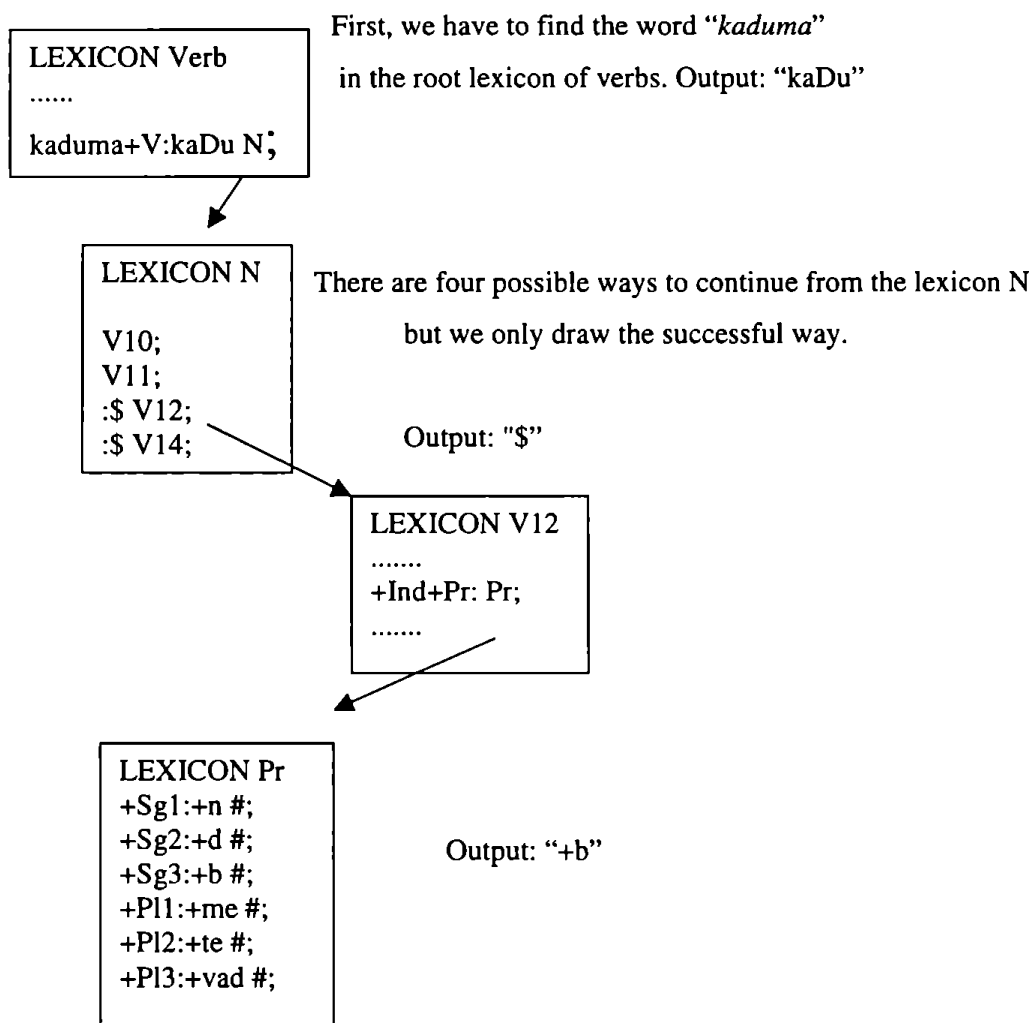 First, we have to find the word “kaduma”
in the root lexicon of verbs. Output: “kaDu”
LEXICON Verb
......
kaduma+V:kaDu N;
LEXICON N
V10;
V11;
:$ V12;
:$ V14;
There are four possible ways to continue from the lexicon N
but we only draw the successful way.
Output: "$”
LEXICON V12
.......
+Ind+Pr: Pr;
.......
LEXICON Pr
+Sg1:+n #;
+Sg2:+d #;
+Sg3:+b #;
+Pl1:+me #;
+Pl2:+te #;
+Pl3:+vad #;
Output: “+b”